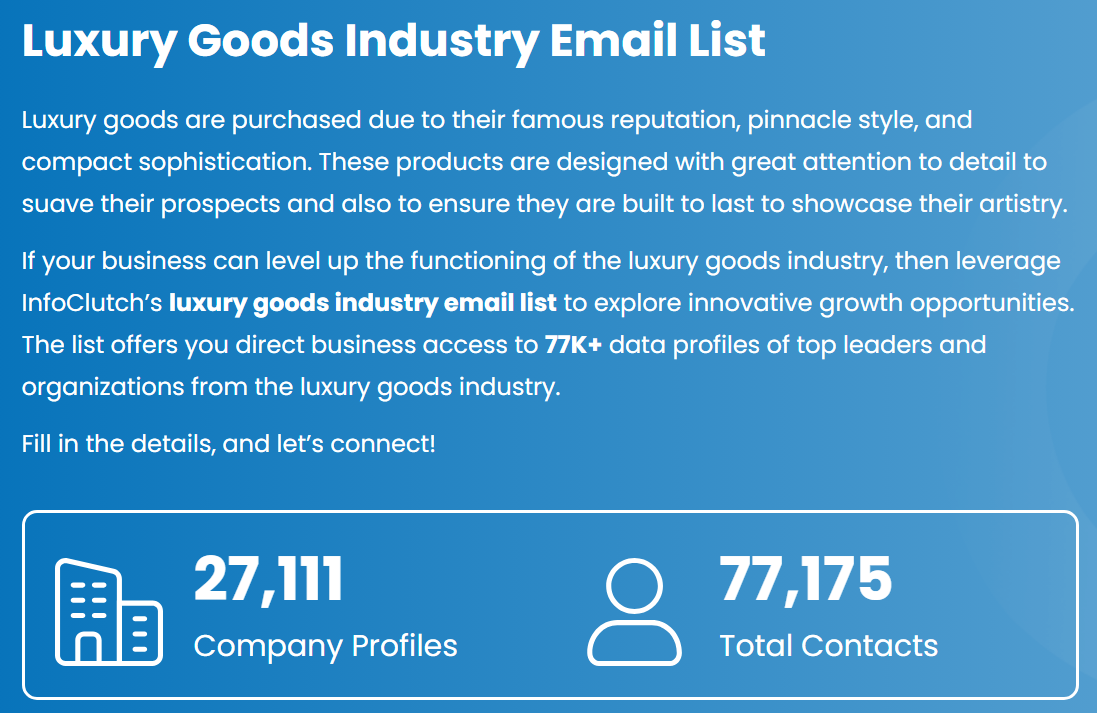 Luxury Goods Industry Email List
Luxury goods are purchased due to their famous reputation, pinnacle style, and
compact sophistication. These products are designed with great attention to detail to
suave their prospects and also to ensure they are built to last to showcase their artistry.
If your business can level up the functioning of the luxury goods industry, then leverage
InfoClutch’s luxury goods industry email list to explore innovative growth opportunities.
The list offers you direct business access to 77K+ data profiles of top leaders and
organizations from the luxury goods industry.
Fill in the details, and let’s connect!
27,111
Company Profiles
77,175
Total Contacts